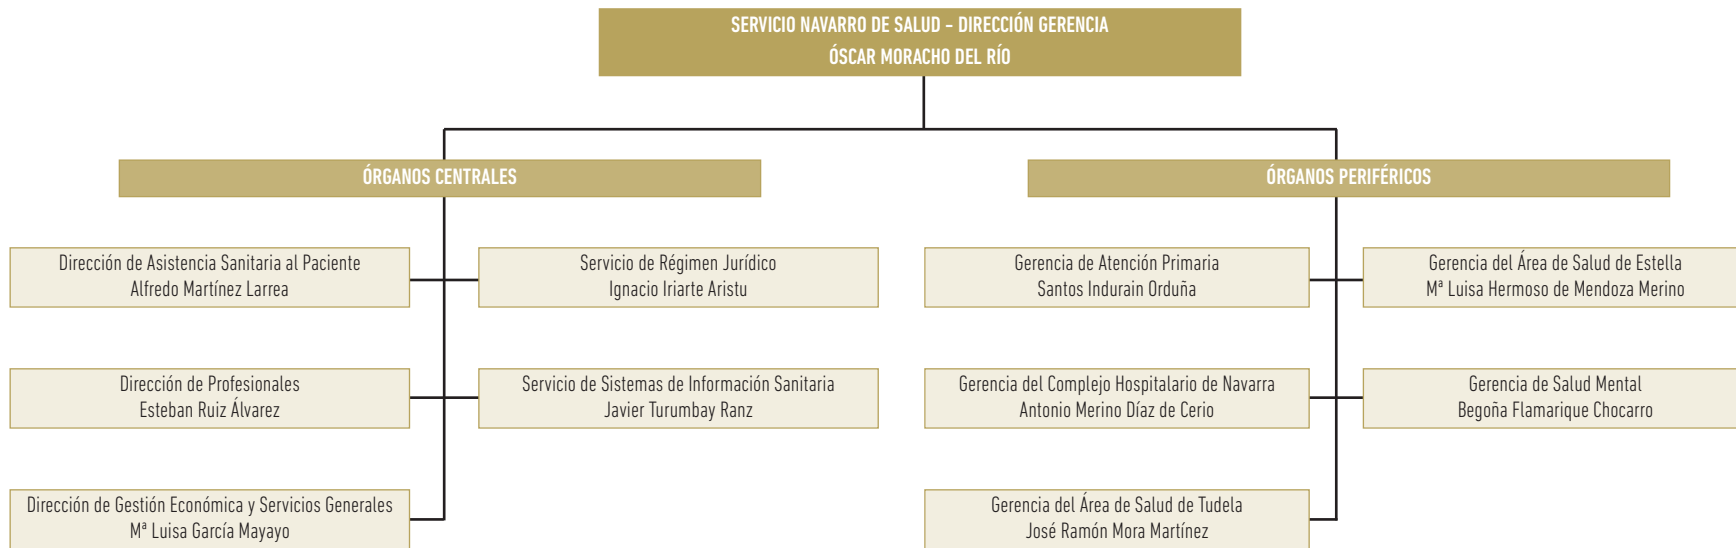 SERVICIO NAVARRO DE SALUD – DIRECCIÓN GERENCIA
ÓSCAR MORACHO DEL RÍO
ÓRGANOS CENTRALES
Dirección de Asistencia Sanitaria al Paciente
Alfredo Martínez Larrea
Servicio de Régimen Jurídico
Ignacio Iriarte Aristu
Dirección de Profesionales
Esteban Ruiz Álvarez
Servicio de Sistemas de Información Sanitaria
Javier Turumbay Ranz
Dirección de Gestión Económica y Servicios Generales
Mª Luisa García Mayayo
ÓRGANOS PERIFÉRICOS
Gerencia de Atención Primaria
Santos Indurain Orduña
Gerencia del Área de Salud de Estella
Mª Luisa Hermoso de Mendoza Merino
Gerencia del Complejo Hospitalario de Navarra
Antonio Merino Díaz de Cerio
Gerencia de Salud Mental
Begoña Flamarique Chocarro
Gerencia del Área de Salud de Tudela
José Ramón Mora Martínez